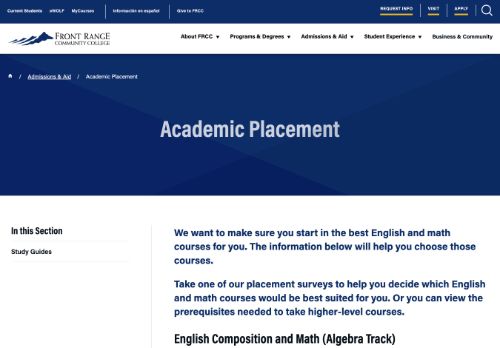 Current Students eWOLF MyCourses Información en español Give to FRCC REQUEST INFO VISIT APPLY
FRONT RANGE
COMMUNITY COLLEGE
About FRCC Programs & Degrees Admissions & Aid Student Experience Business & Community
/ Admissions & Aid / Academic Placement
Academic Placement
In this Section
Study Guides
We want to make sure you start in the best English and math
courses for you. The information below will help you choose those
courses.
Take one of our placement surveys to help you decide which English
and math courses would be best suited for you. Or you can view the
prerequisites needed to take higher-level courses.
English Composition and Math (Algebra Track)